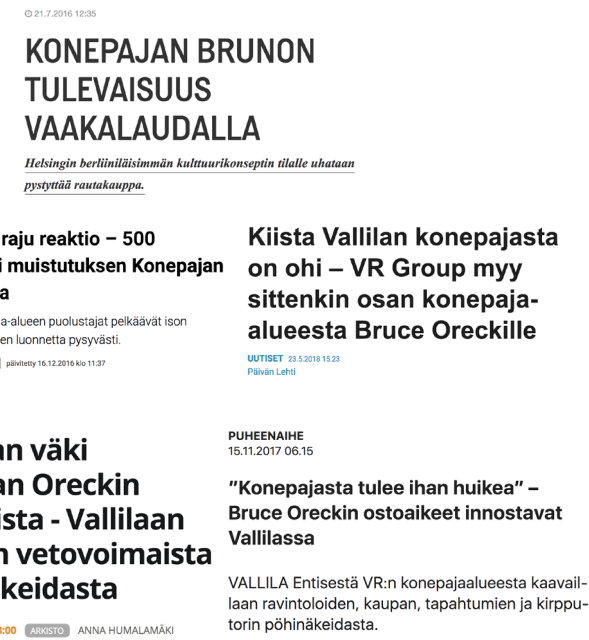 21.7.2016 12:35
KONEPAJAN BRUNON
TULEVAISUUS
VAAKALAUDALLA
Helsingin berliiniläisimmän kulttuurikonseptin tilalle uhataan
pystyttää rautakauppa.
raju reaktio – 500
i muistutuksen Konepajan
a
a-alueen puolustajat pelkäävät ison
en luonnetta pysyvästi.
päivitetty 16.12.2016 klo 11:37
Kiista Vallilan konepajasta
on ohi – VR Group myy
sittenkin osan konepaja-
alueesta Bruce Oreckille
UUTISET 23.5.2018 15:23
Päivän Lehti
an väki
an Oreckin
ista - Vallilaan
n vetovoimaista
keidasta
:00 ARKISTO ANNA HUMALAMÄKI
PUHEENAIHE
15.11.2017 06.15
”Konepajasta tulee ihan huikea” –
Bruce Oreckin ostoaikeet innostavat
Vallilassa
VALLILA Entisestä VR:n konepajaalueesta kaavail-
laan ravintoloiden, kaupan, tapahtumien ja kirppu-
torin pöhinäkeidasta.